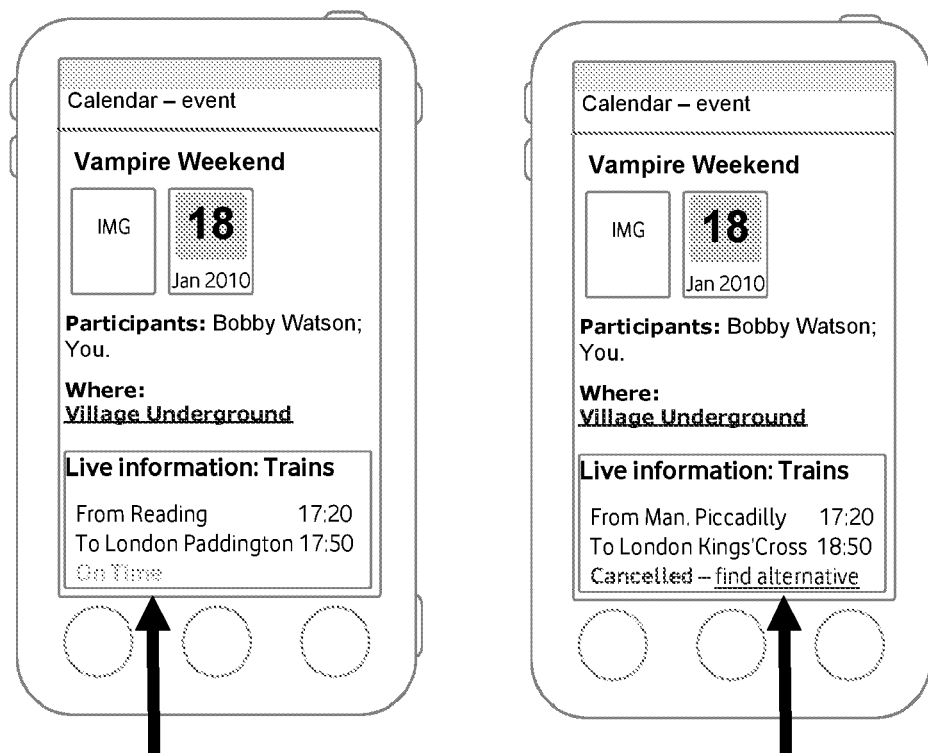 Calendar – event
Vampire Weekend
IMG
18
Jan 2010
Participants: Bobby Watson;
You.
Where:
Village Underground
Live information: Trains
From Reading 17:20
To London Paddington 17:50
On Time
Calendar – event
Vampire Weekend
IMG
18
Jan 2010
Participants: Bobby Watson;
You.
Where:
Village Underground
Live information: Trains
From Man. Piccadilly 17:20
To London Kings'Cross 18:50
Cancelled – find alternative